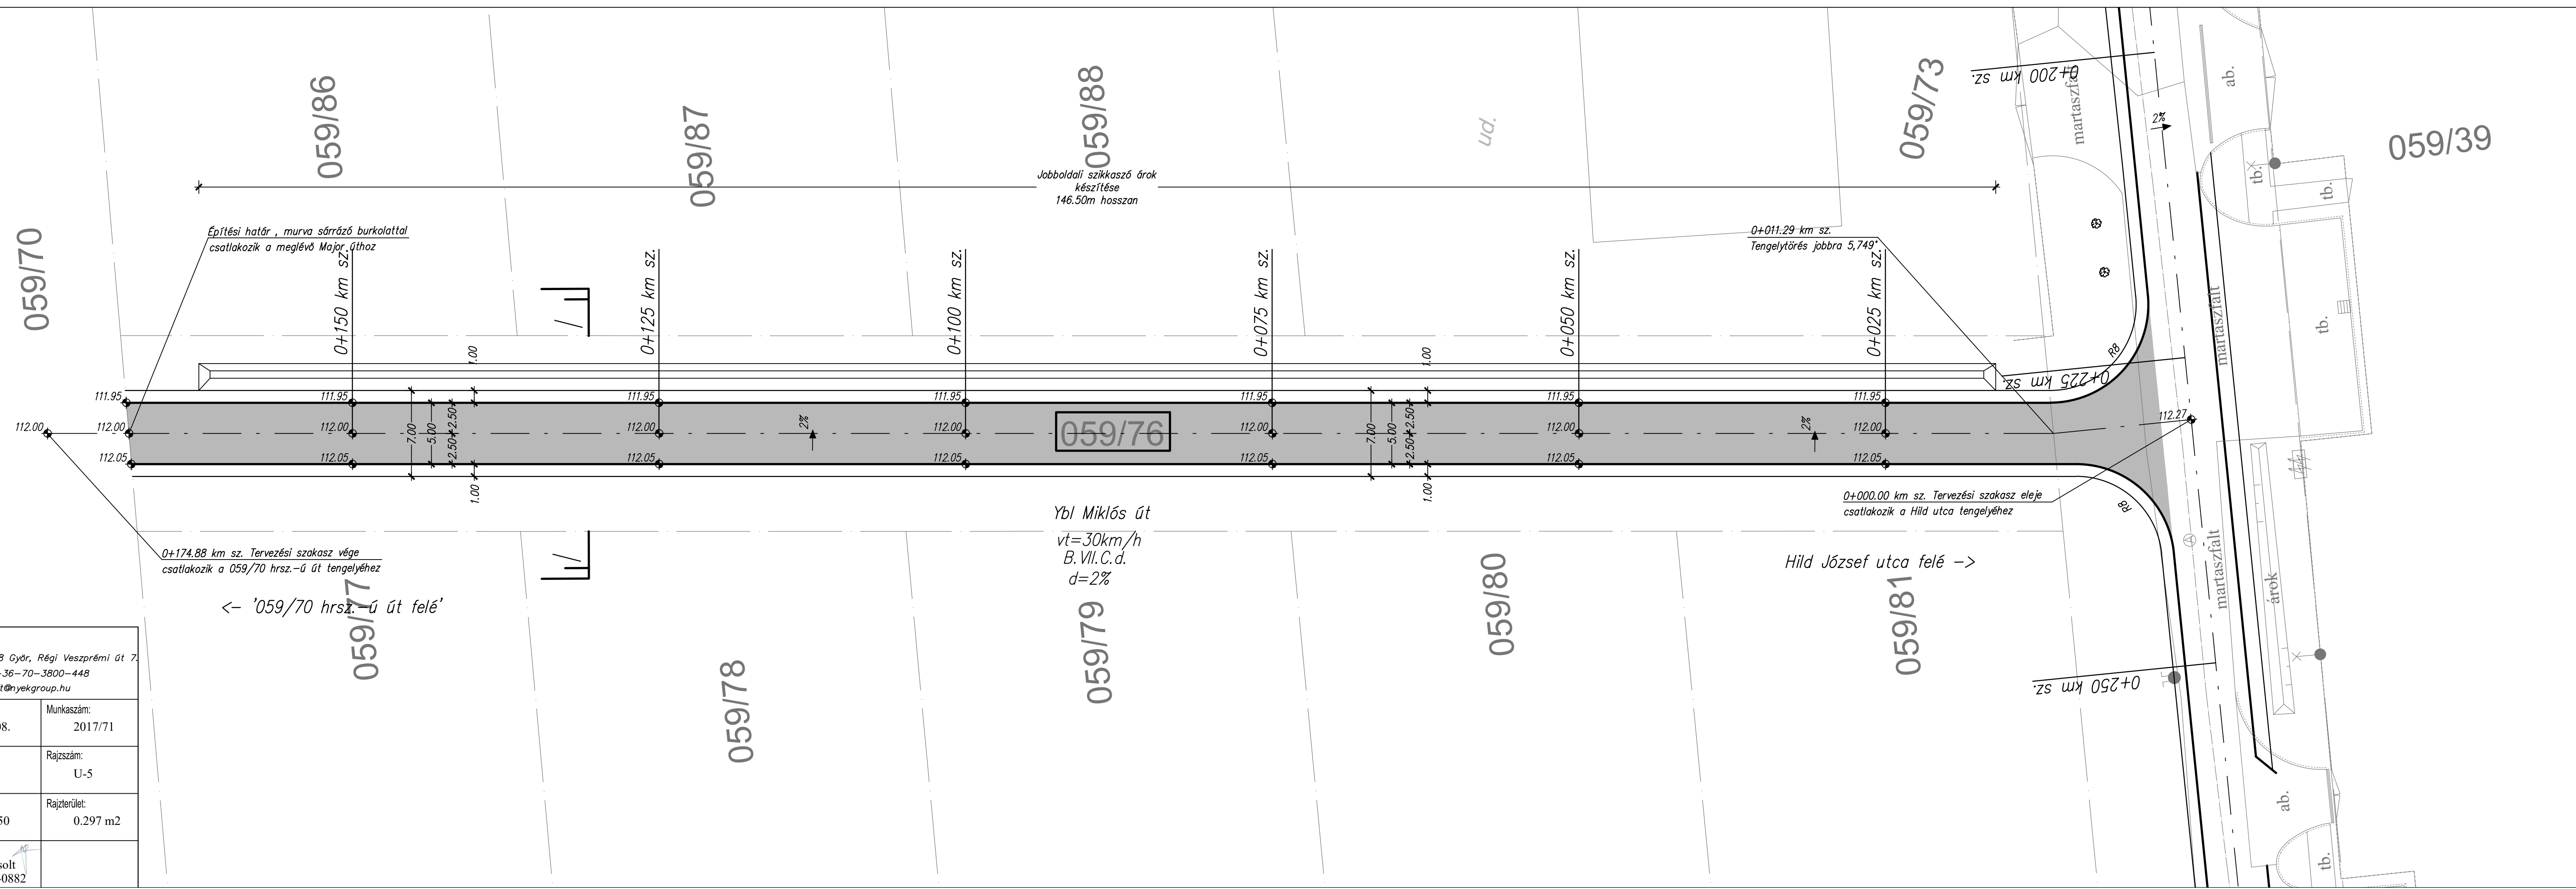 059/70
059/86
059/87
059/88
ud.
059/73
0+200 km sz.
martaszfalt
2%
ab.
tb.
tb.
059/39
Jobboldali szikkaszó árok
készítése
146.50m hosszan
Építési határ , murva sárrázó burkolattal
csatlakozik a meglévő Major úthoz
0+011.29 km sz.
Tengelytörés jobbra 5,749°
0+150 km sz.
0+125 km sz.
0+100 km sz.
0+075 km sz.
0+050 km sz.
0+025 km sz.
martaszfalt
tb.
1.00
1.00
R8
0+225 km sz.
111.95
111.95
111.95
111.95
111.95
111.95
111.95
112.00
112.00
112.00
112.00
112.00
112.00
112.00
112.00
112.27
7.00
5.00
2.50
2.50
2%
059/76
7.00
5.00
2.50
2.50
2%
112.05
112.05
112.05
112.05
112.05
112.05
112.05
1.00
1.00
R8
0+000.00 km sz. Tervezési szakasz eleje
csatlakozik a Hild utca tengelyéhez
Ybl Miklós út
vt=30km/h
B.VII.C.d.
d=2%
0+174.88 km sz. Tervezési szakasz vége
csatlakozik a 059/70 hrsz.-ú út tengelyéhez
<- '059/70 hrsz.-ú út felé'
Hild József utca felé ->
martaszfalt
árok
059/77
059/78
059/79
059/80
059/81
0+250 km sz.
ab.
tb.
8 Győr, Régi Veszprémi út 7.
-36-70-3800-448
t@nyekgroup.hu
08.
Munkaszám:
2017/71
Rajzszám:
U-5
50
Rajzterület:
0.297 m2
solt
-0882